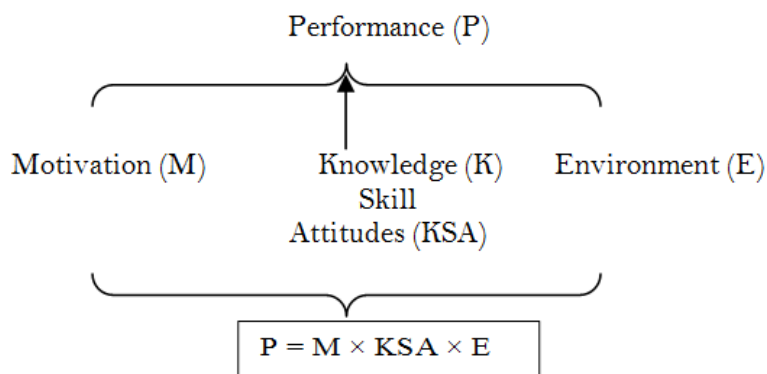 Performance (P)
Motivation (M) Knowledge (K) Environment (E)
Skill
Attitudes (KSA)
P = M × KSA × E